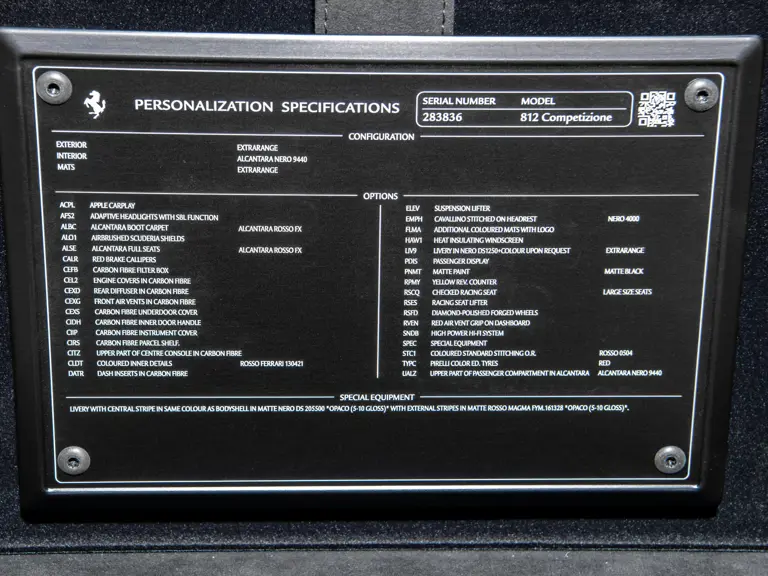 PERSONALIZATION SPECIFICATIONS
SERIAL NUMBER MODEL
283836 812 Competizione
CONFIGURATION
EXTERIOR EXTRARANGE
INTERIOR ALCANTARA NERO 9440
MATS EXTRARANGE
OPTIONS
ACPL APPLE CARPLAY
AFS2 ADAPTIVE HEADLIGHTS WITH SBL FUNCTION
ALBC ALCANTARA BOOT CARPET ALCANTARA ROSSO FX
ALO1 AIRBRUSHED SCUDERIA SHIELDS
ALSE ALCANTARA FULL SEATS ALCANTARA ROSSO FX
CALR RED BRAKE CALLIPERS
CEFB CARBON FIBRE FILTER BOX
CEL2 ENGINE COVERS IN CARBON FIBRE
CEXD REAR DIFFUSER IN CARBON FIBRE
CEXG FRONT AIR VENTS IN CARBON FIBRE
CEXS CARBON FIBRE UNDERDOOR COVER
CIDH CARBON FIBRE INNER DOOR HANDLE
CIIP CARBON FIBRE INSTRUMENT COVER
CIRS CARBON FIBRE PARCEL SHELF.
CITZ UPPER PART OF CENTRE CONSOLE IN CARBON FIBRE
CLDT COLOURED INNER DETAILS ROSSO FERRARI 130421
DATR DASH INSERTS IN CARBON FIBRE
ELEV SUSPENSION LIFTER
EMPH CAVALLINO STITCHED ON HEADREST NERO 4000
FLMA ADDITIONAL COLOURED MATS WITH LOGO
HAWI HEAT INSULATING WINDSCREEN
LIV9 LIVERY IN NERO DS1250+COLOUR UPON REQUEST EXTRARANGE
PDIS PASSENGER DISPLAY
PNMT MATTE PAINT MATTE BLACK
RPMY YELLOW REV. COUNTER
RSCQ CHECKED RACING SEAT LARGE SIZE SEATS
RSES RACING SEAT LIFTER
RSFD DIAMOND-POLISHED FORGED WHEELS
RVEN RED AIR VENT GRIP ON DASHBOARD
SNDB HIGH POWER HI-FI SYSTEM
SPEC SPECIAL EQUIPMENT
STC1 COLOURED STANDARD STITCHING O.R. ROSSO 0504
TYPC PIRELLI COLOR ED. TYRES RED
UALZ UPPER PART OF PASSENGER COMPARTMENT IN ALCANTARA ALCANTARA NERO 9440
SPECIAL EQUIPMENT
LIVERY WITH CENTRAL STRIPE IN SAME COLOUR AS BODYSHELL IN MATTE NERO DS 205500 "OPACO (5-10 GLOSS)" WITH EXTERNAL STRIPES IN MATTE ROSSO MAGMA FYM.161328 "OPACO (5-10 GLOSS)".